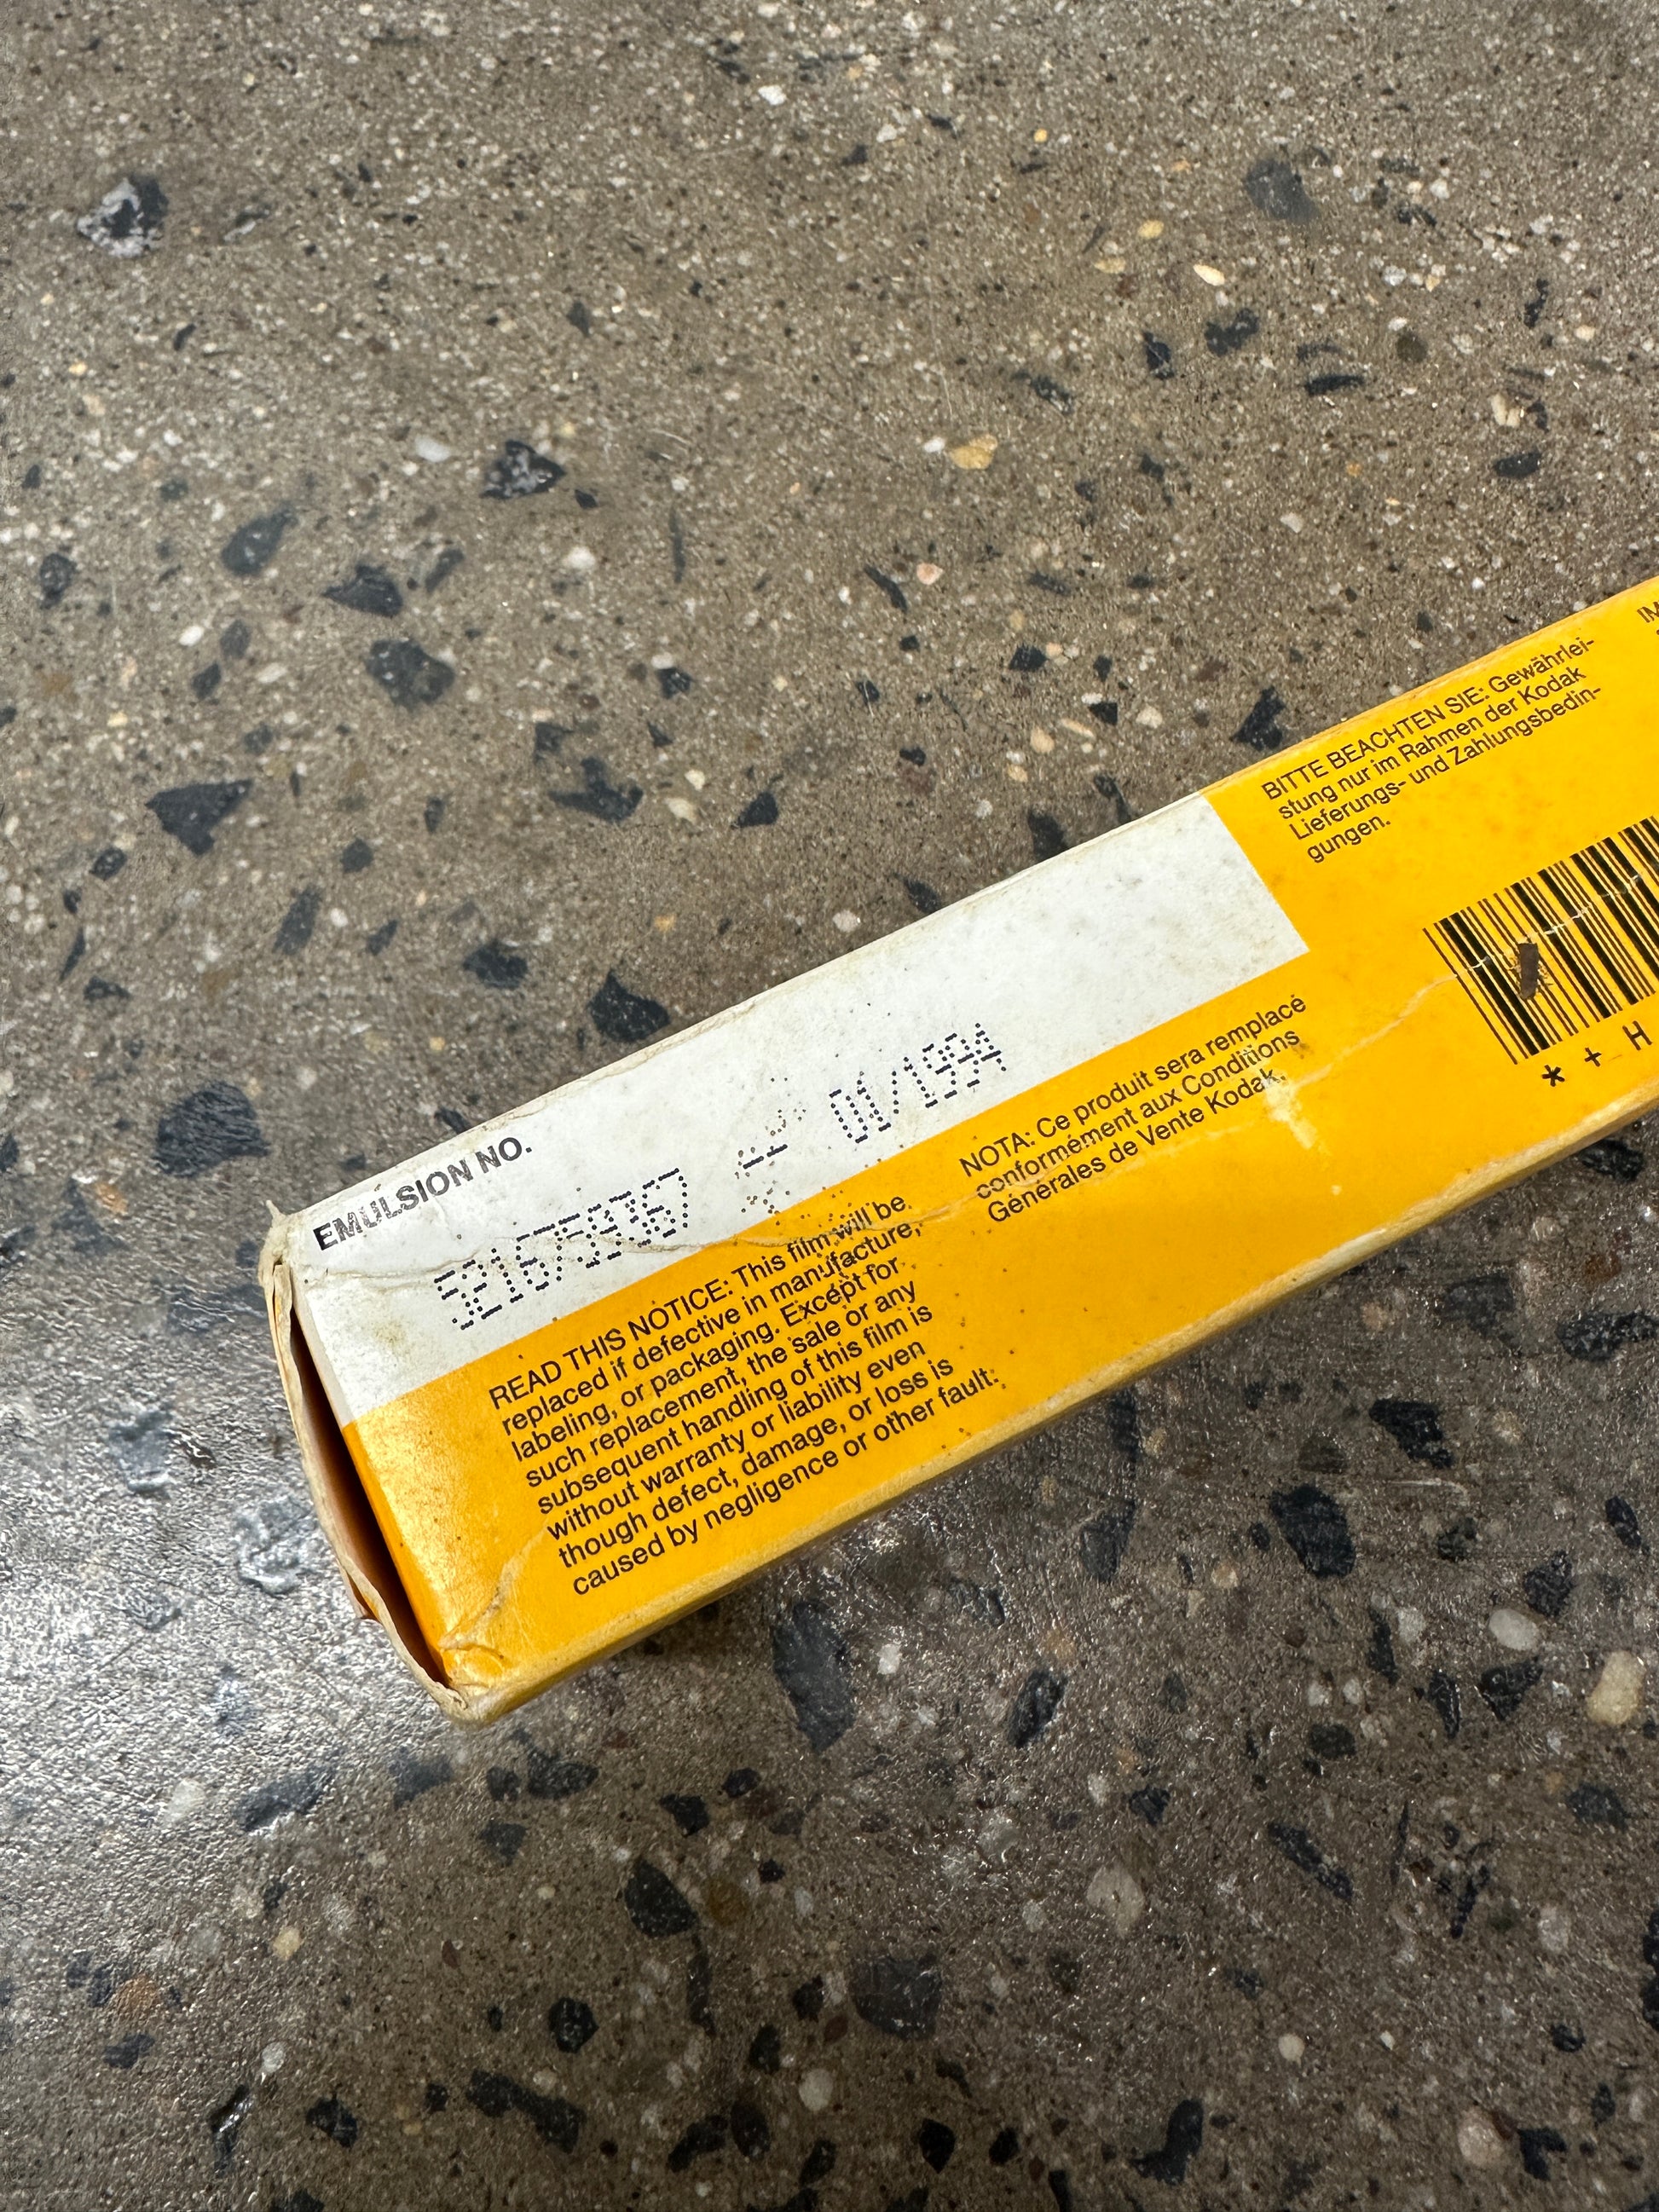 EMULSION NO.
01/1994
READ THIS NOTICE: This film will be
replaced if defective in manufacture,
labeling, or packaging. Except for
such replacement, the sale or any
subsequent handling of this film is
without warranty or liability even
though defect, damage, or loss is
caused by negligence or other fault.
NOTA: Ce produit sera remplacé
conformément aux Conditions
Générales de Vente Kodak.
BITTE BEACHTEN SIE: Gewährlei-
stung nur im Rahmen der Kodak
Lieferungs- und Zahlungsbedin-
gungen.
* + H